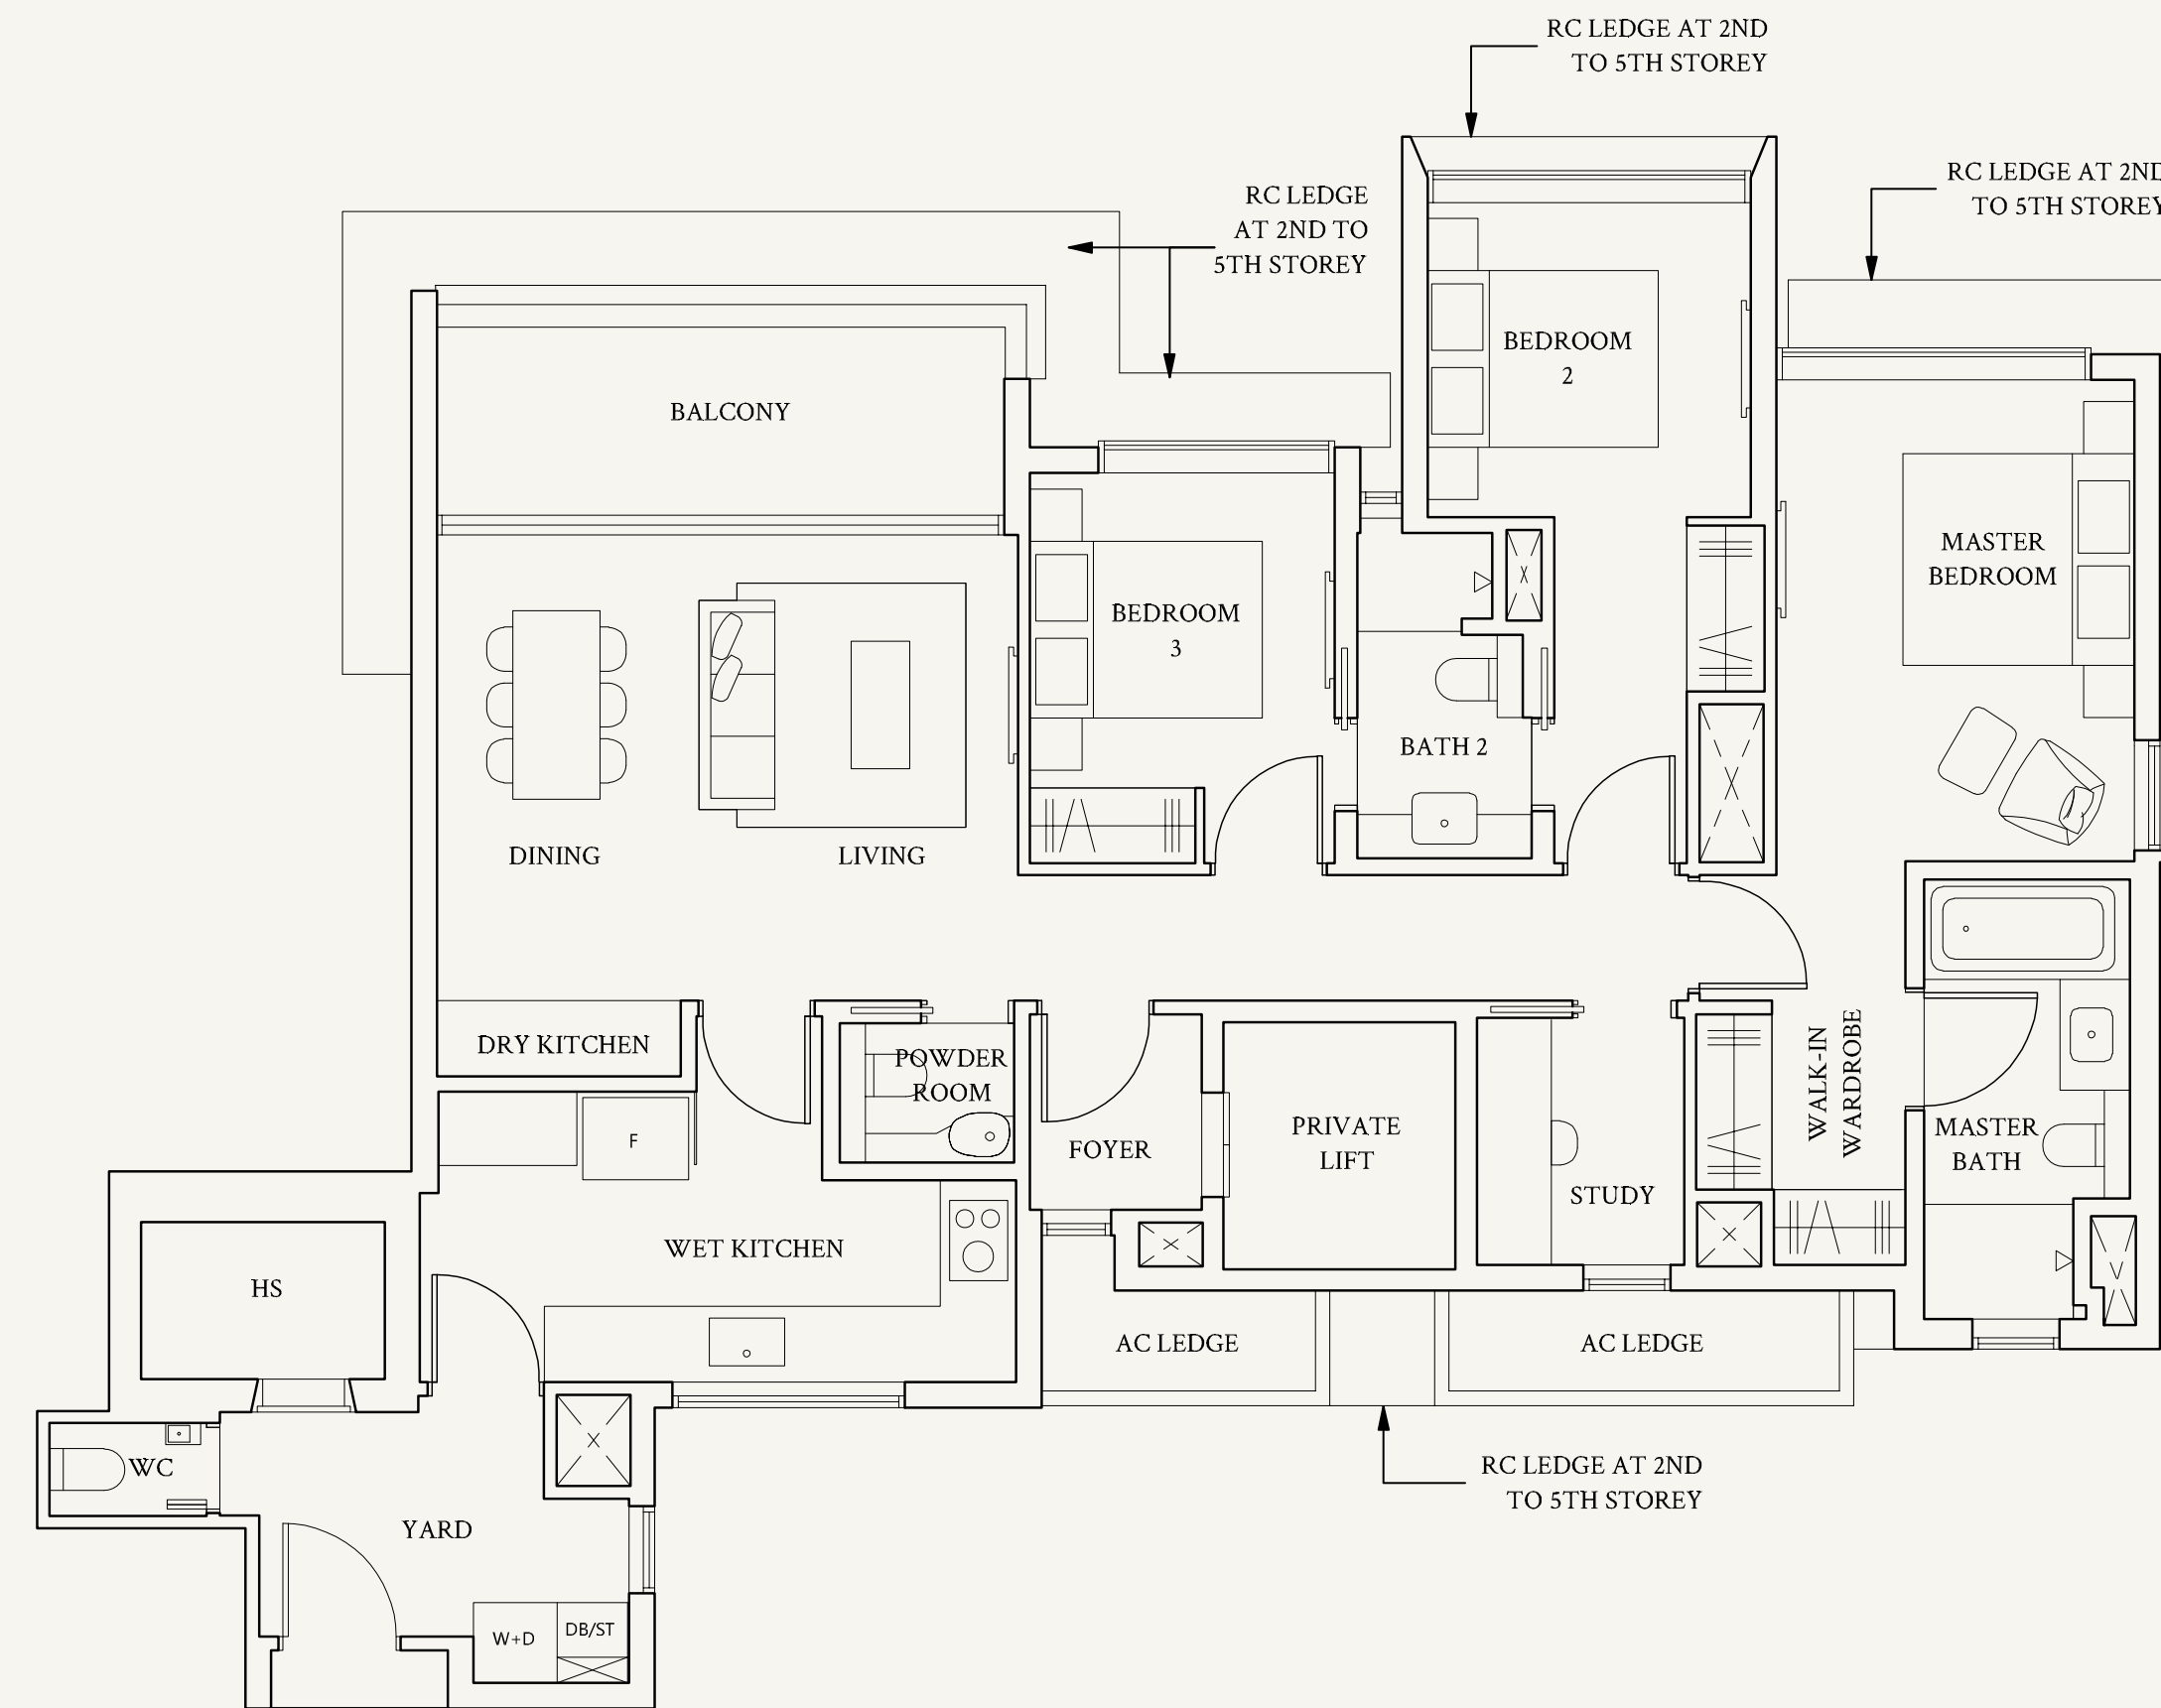 RC LEDGE AT 2ND
TO 5TH STOREY
RC LEDGE AT 2ND
TO 5TH STOREY
RC LEDGE
AT 2ND TO
5TH STOREY
BEDROOM
2
BALCONY
MASTER
BEDROOM
BEDROOM
3
BATH 2
DINING
LIVING
DRY KITCHEN
POWDER
ROOM
WALK-IN
WARDROBE
F
FOYER
PRIVATE
LIFT
MASTER
BATH
STUDY
WET KITCHEN
HS
AC LEDGE
AC LEDGE
WC
RC LEDGE AT 2ND
TO 5TH STOREY
YARD
W+D
DB/ST